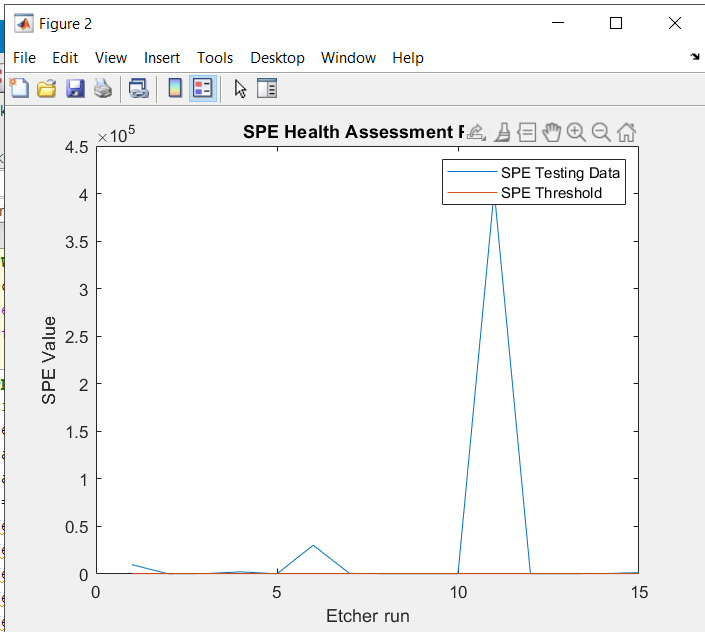 Figure 2
File Edit View Insert Tools Desktop Window Help
SPE Health Assessment
×10^5
SPE Testing Data
SPE Threshold
4.5
4
3.5
3
2.5
2
1.5
1
0.5
0
SPE Value
0 5 10 15
Etcher run